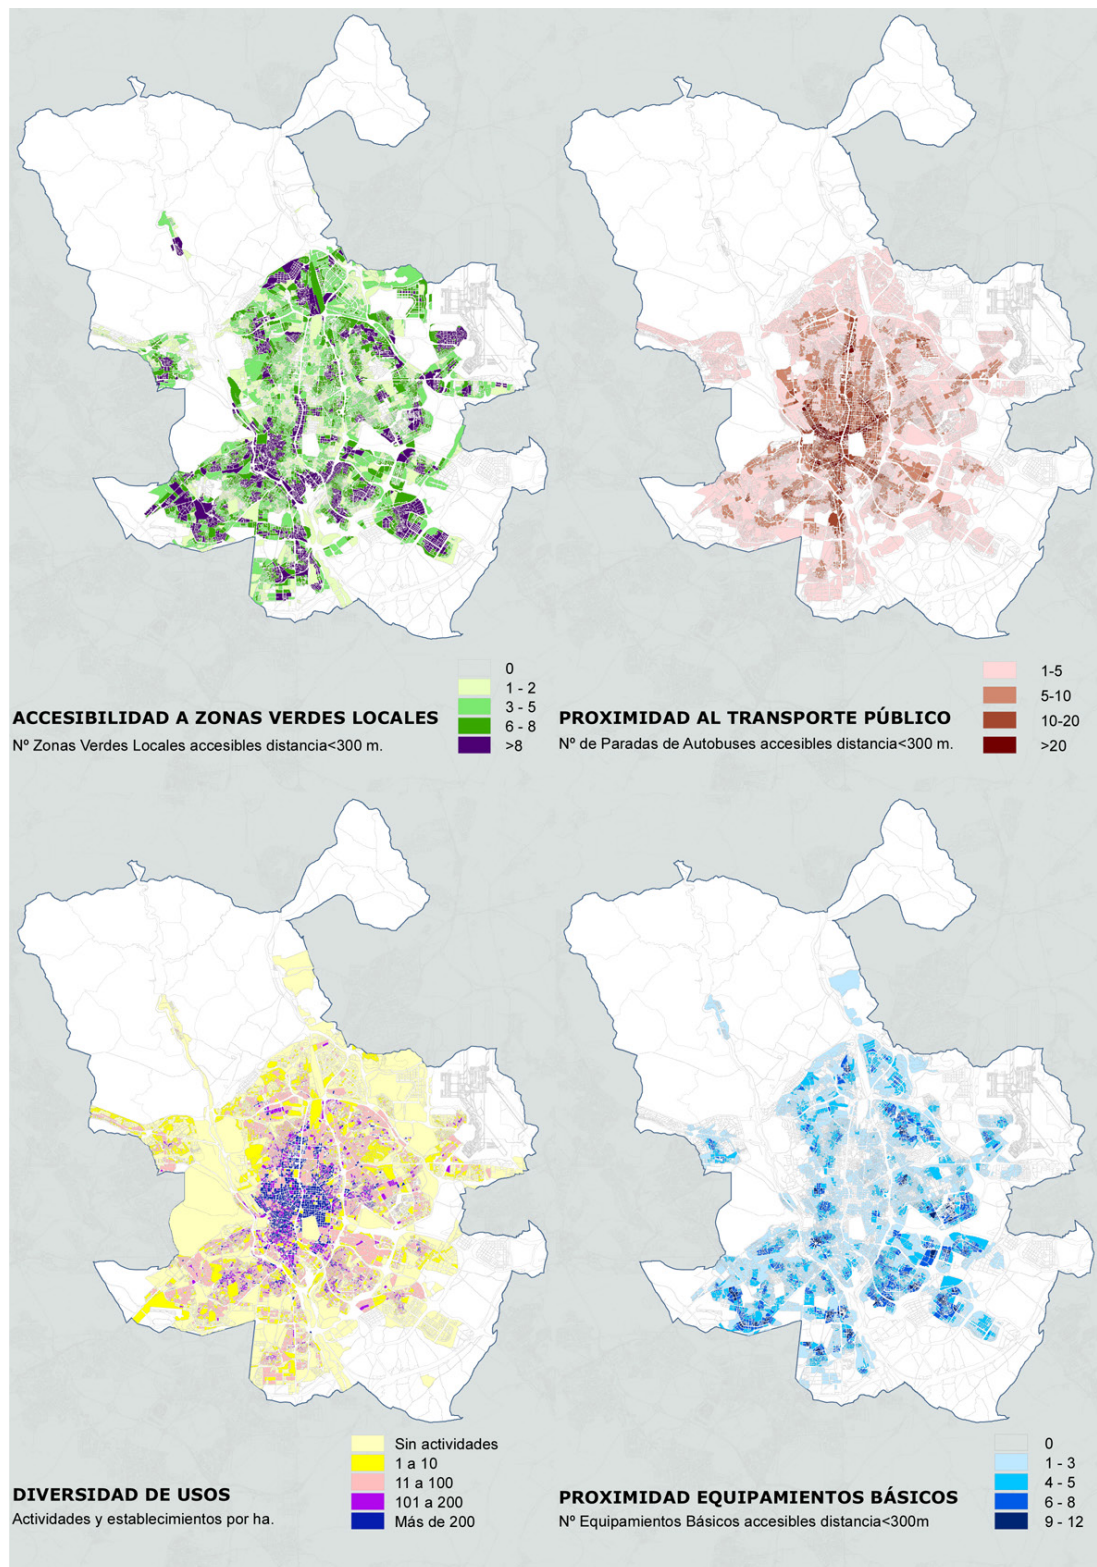 0
1 - 2
3 - 5
6 - 8
>8
ACCESIBILIDAD A ZONAS VERDES LOCALES
Nº Zonas Verdes Locales accesibles distancia<300 m.
1-5
5-10
10-20
>20
PROXIMIDAD AL TRANSPORTE PÚBLICO
Nº de Paradas de Autobuses accesibles distancia<300 m.
Sin actividades
1 a 10
11 a 100
101 a 200
Más de 200
DIVERSIDAD DE USOS
Actividades y establecimientos por ha.
0
1 - 3
4 - 5
6 - 8
9 - 12
PROXIMIDAD EQUIPAMIENTOS BÁSICOS
Nº Equipamientos Básicos accesibles distancia<300m